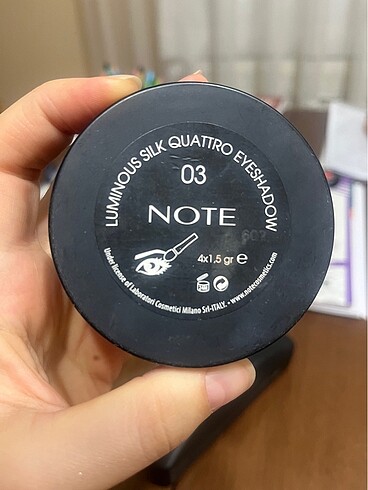 LUMINOUS SILK QUATTRO EYESHADOW
03
NOTE
4x1,5 gr ℮
Under license of Laboratori Cosmetici Milano Srl-ITALY. • www.notecosmetics.com